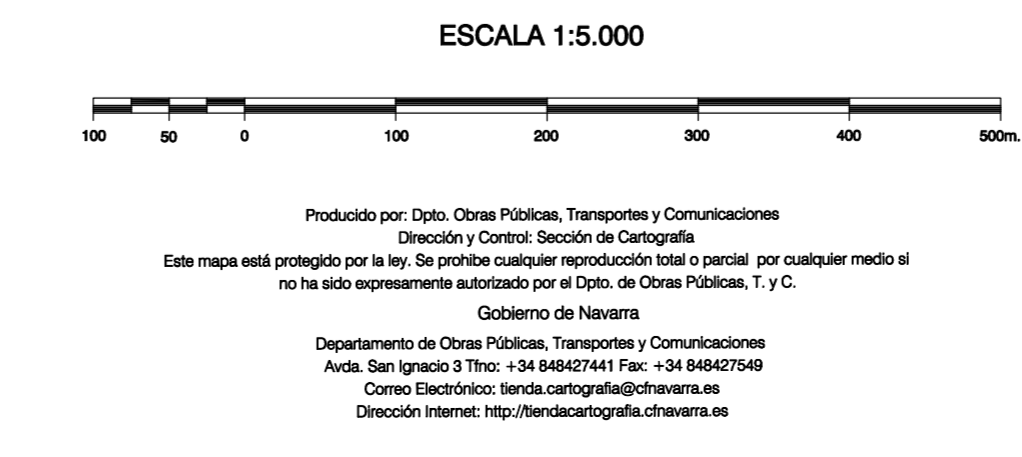 ESCALA 1:5.000
100 50 0 100 200 300 400 500m.
Producido por: Dpto. Obras Públicas, Transportes y Comunicaciones
Dirección y Control: Sección de Cartografía
Este mapa está protegido por la ley. Se prohibe cualquier reproducción total o parcial por cualquier medio si
no ha sido expresamente autorizado por el Dpto. de Obras Públicas, T. y C.
Gobierno de Navarra
Departamento de Obras Públicas, Transportes y Comunicaciones
Avda. San Ignacio 3 Tfno: +34 848427441 Fax: +34 848427549
Correo Electrónico: tienda.cartografia@cfnavarra.es
Dirección Internet: http://tiendacartografia.cfnavarra.es